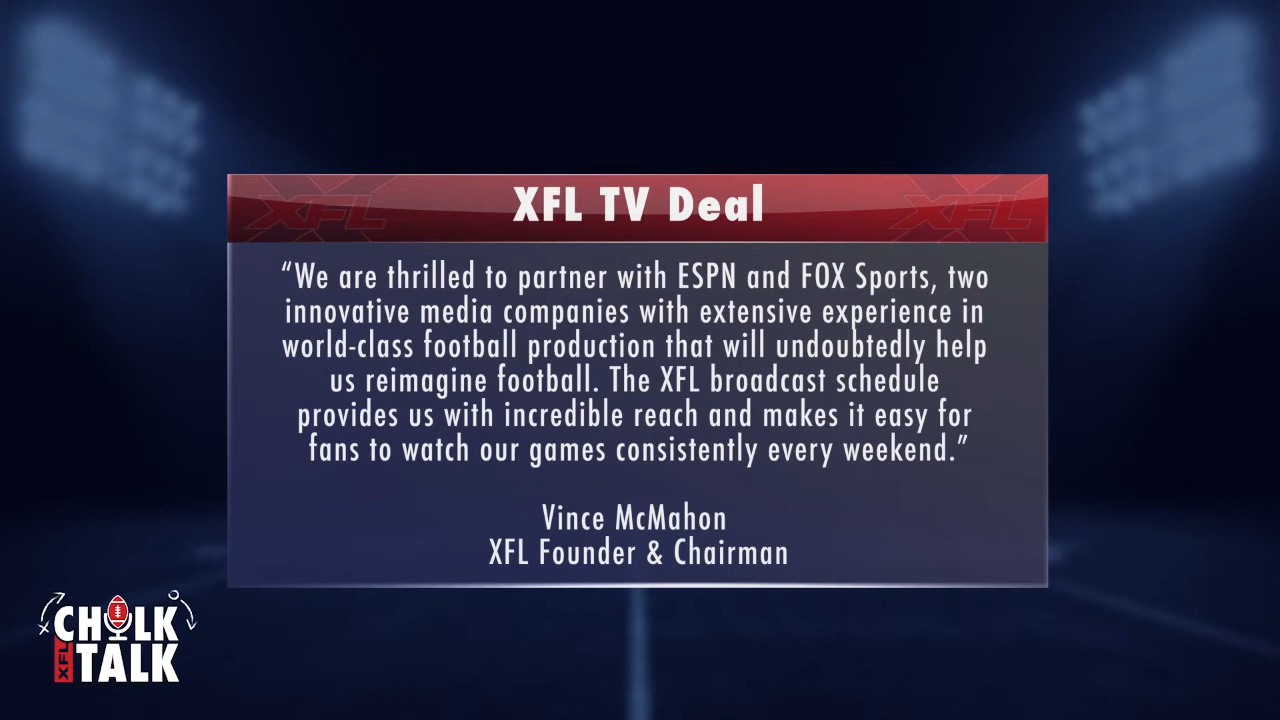 XFL TV Deal
XFL
XFL
“We are thrilled to partner with ESPN and FOX Sports, two
innovative media companies with extensive experience in
world-class football production that will undoubtedly help
us reimagine football. The XFL broadcast schedule
provides us with incredible reach and makes it easy for
fans to watch our games consistently every weekend.”
Vince McMahon
XFL Founder & Chairman
CHALK
XFL
TALK